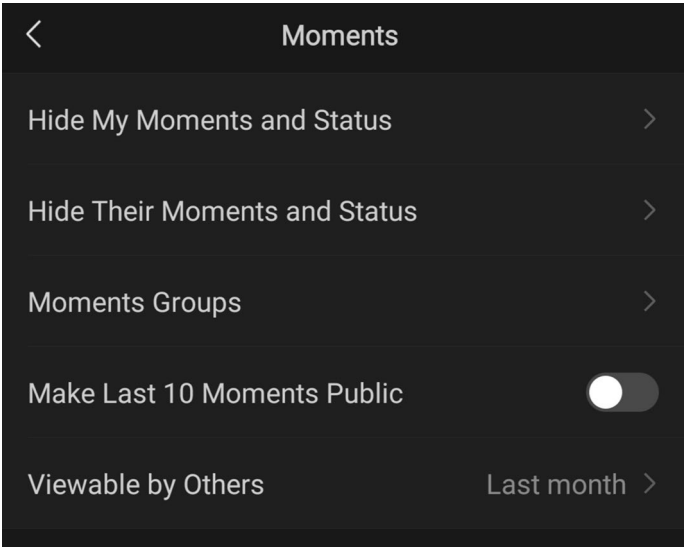 Moments
Hide My Moments and Status
Hide Their Moments and Status
Moments Groups
Make Last 10 Moments Public
Viewable by Others Last month